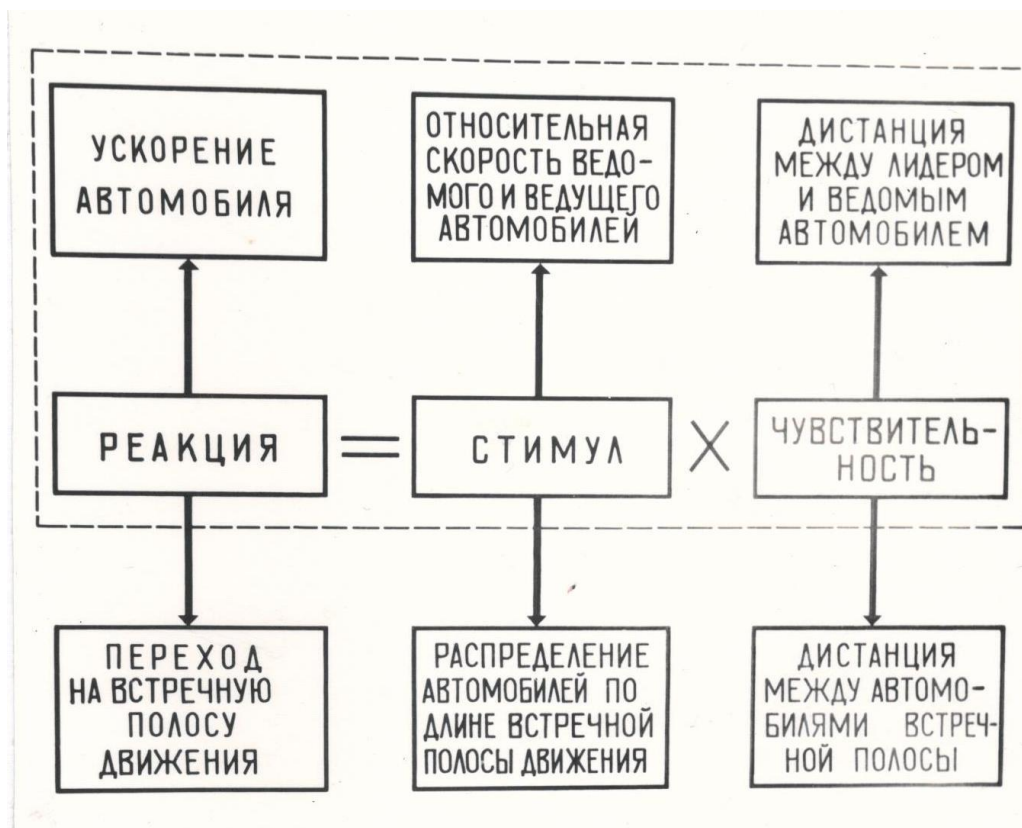 УСКОРЕНИЕ
АВТОМОБИЛЯ
ОТНОСИТЕЛЬНАЯ
СКОРОСТЬ ВЕДО-
МОГО И ВЕДУЩЕГО
АВТОМОБИЛЕЙ
ДИСТАНЦИЯ
МЕЖДУ ЛИДЕРОМ
И ВЕДОМЫМ
АВТОМОБИЛЕМ
РЕАКЦИЯ
=
СТИМУЛ
×
ЧУВСТВИТЕЛЬ-
НОСТЬ
ПЕРЕХОД
НА ВСТРЕЧНУЮ
ПОЛОСУ
ДВИЖЕНИЯ
РАСПРЕДЕЛЕНИЕ
АВТОМОБИЛЕЙ ПО
ДЛИНЕ ВСТРЕЧНОЙ
ПОЛОСЫ ДВИЖЕНИЯ
ДИСТАНЦИЯ
МЕЖДУ АВТОМО-
БИЛЯМИ ВСТРЕЧ-
НОЙ ПОЛОСЫ